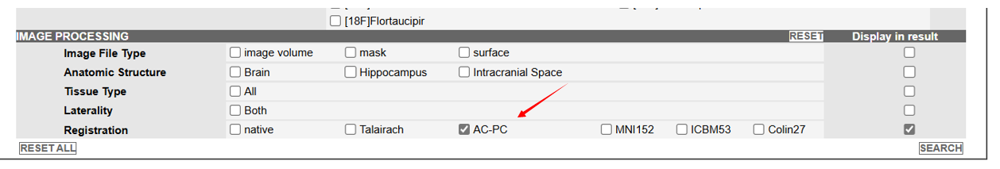 [18F]Flortaucipir
IMAGE PROCESSING RESET Display in result
Image File Type image volume mask surface
Anatomic Structure Brain Hippocampus Intracranial Space
Tissue Type All
Laterality Both
Registration native Talairach AC-PC MNI152 ICBM53 Colin27
RESET ALL SEARCH